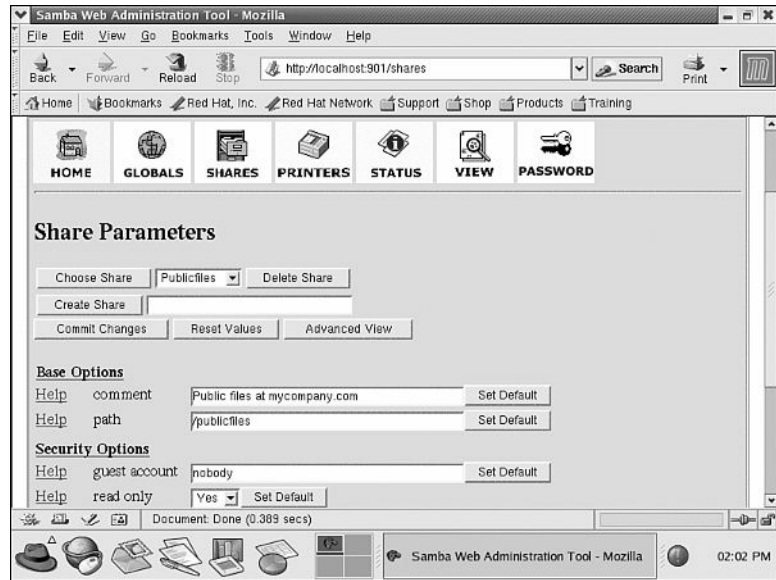 Samba Web Administration Tool - Mozilla
File Edit View Go Bookmarks Tools Window Help
Back Forward Reload Stop http://localhost:901/shares Search Print
Home Bookmarks Red Hat, Inc. Red Hat Network Support Shop Products Training
HOME GLOBALS SHARES PRINTERS STATUS VIEW PASSWORD
Share Parameters
Choose Share Publicfiles Delete Share
Create Share
Commit Changes Reset Values Advanced View
Base Options
Help comment Public files at mycompany.com Set Default
Help path /publicfiles Set Default
Security Options
Help guest account nobody Set Default
Help read only Yes Set Default
Document: Done (0.389 secs)
Samba Web Administration Tool - Mozilla 02:02 PM